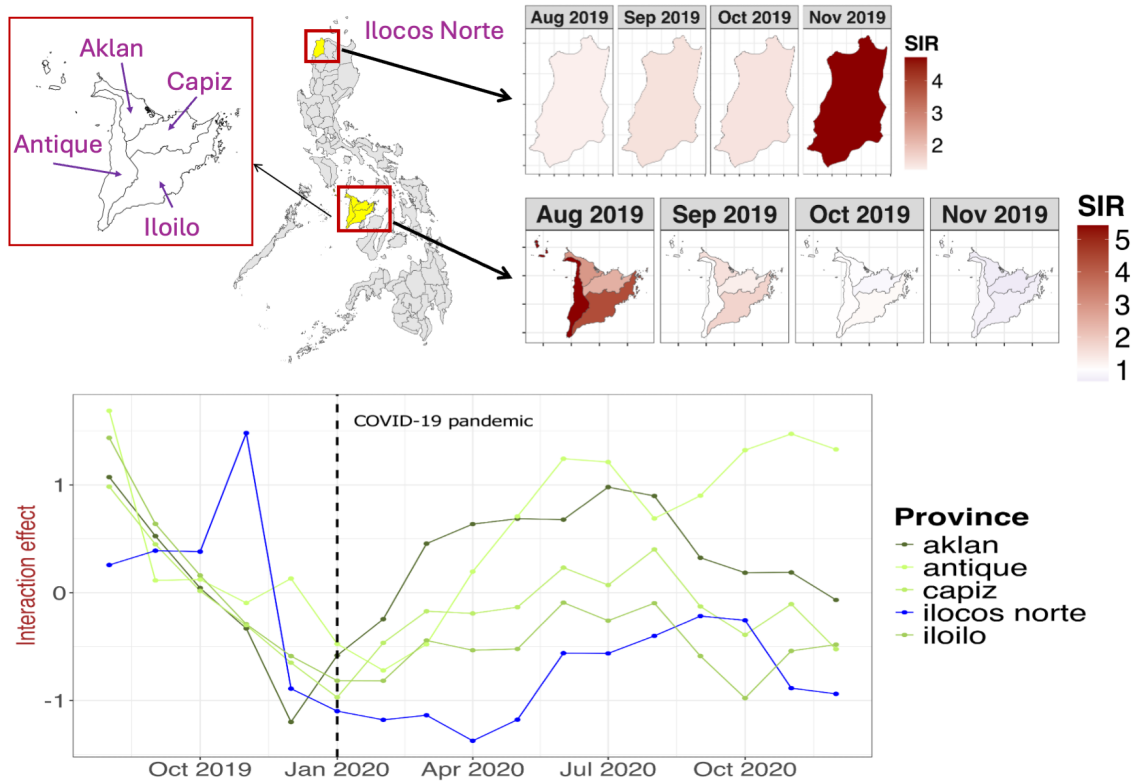 Aklan
Capiz
Antique
Iloilo
Ilocos Norte
Aug 2019 Sep 2019 Oct 2019 Nov 2019
SIR
4
3
2
Aug 2019 Sep 2019 Oct 2019 Nov 2019
SIR
5
4
3
2
1
COVID-19 pandemic
Interaction effect
1
0
-1
Oct 2019 Jan 2020 Apr 2020 Jul 2020 Oct 2020
Province
aklan
antique
capiz
ilocos norte
iloilo